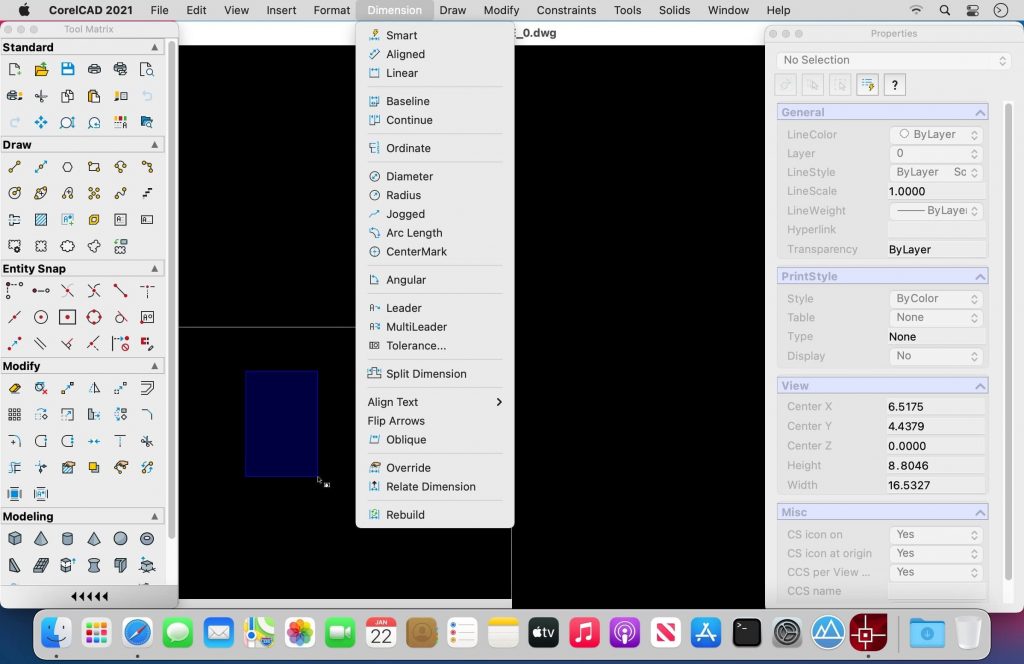 CorelCAD 2021 File Edit View Insert Format Dimension Draw Modify Constraints Tools Solids Window Help
Tool Matrix
Standard
Draw
Entity Snap
Modify
Modeling
E_0.dwg
Smart
Aligned
Linear
Baseline
Continue
Ordinate
Diameter
Radius
Jogged
Arc Length
CenterMark
Angular
Leader
MultiLeader
Tolerance...
Split Dimension
Align Text
Flip Arrows
Oblique
Override
Relate Dimension
Rebuild
Properties
No Selection
?
General
LineColor ByLayer
Layer 0
LineStyle ByLayer Sc
LineScale 1.0000
LineWeight ByLayer
Hyperlink
Transparency ByLayer
PrintStyle
Style ByColor
Table None
Type None
Display No
View
Center X 6.5175
Center Y 4.4379
Center Z 0.0000
Height 8.8046
Width 16.5327
Misc
CS icon on Yes
CS icon at origin Yes
CCS per View ... Yes
CCS name
JAN
22
tv